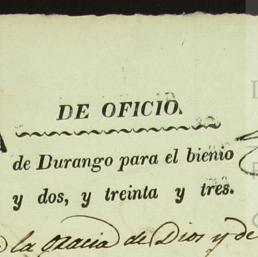 DE OFICIO.
de Durango para el bienio
y dos, y treinta y tres.
la Gracia de Dios y de